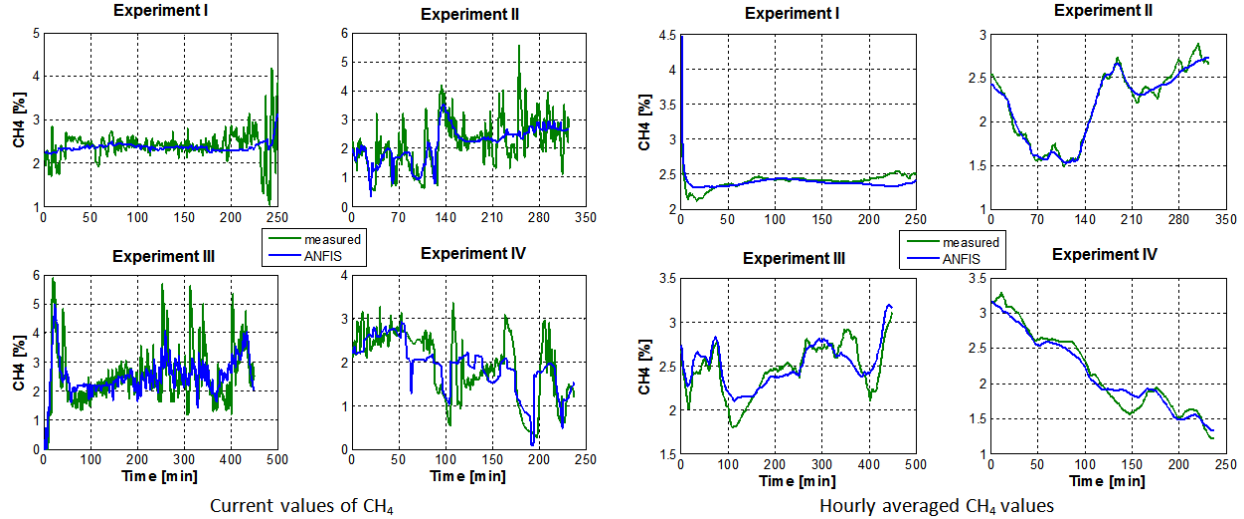 Experiment I
Experiment II
CH4 [%]
5
4
3
2
1
0 50 100 150 200 250
6
5
4
3
2
1
0
0 70 140 210 280 350
measured
ANFIS
Experiment III
Experiment IV
CH4 [%]
6
5
4
3
2
1
0
0 100 200 300 400 500
Time [min]
4
3
2
1
0
0 50 100 150 200 250
Time [min]
Current values of CH₄
Experiment I
Experiment II
CH4 [%]
4.5
4
3.5
3
2.5
2
0 50 100 150 200 250
3
2.5
2
1.5
1
0 70 140 210 280 350
measured
ANFIS
Experiment III
Experiment IV
CH4 [%]
3.5
3
2.5
2
1.5
0 100 200 300 400 500
Time [min]
3.5
3
2.5
2
1.5
1
0 50 100 150 200 250
Time [min]
Hourly averaged CH₄ values